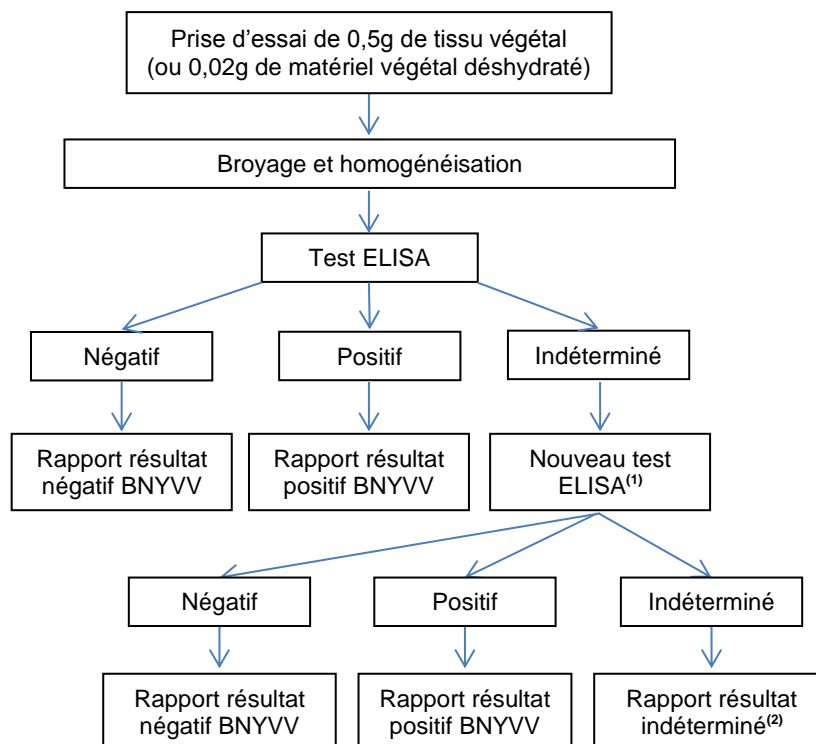 Prise d’essai de 0,5g de tissu végétal
(ou 0,02g de matériel végétal déshydraté)
Broyage et homogénéisation
Test ELISA
Négatif
Positif
Indéterminé
Rapport résultat
négatif BNYVV
Rapport résultat
positif BNYVV
Nouveau test
ELISA(1)
Négatif
Positif
Indéterminé
Rapport résultat
négatif BNYVV
Rapport résultat
positif BNYVV
Rapport résultat
indéterminé(2)